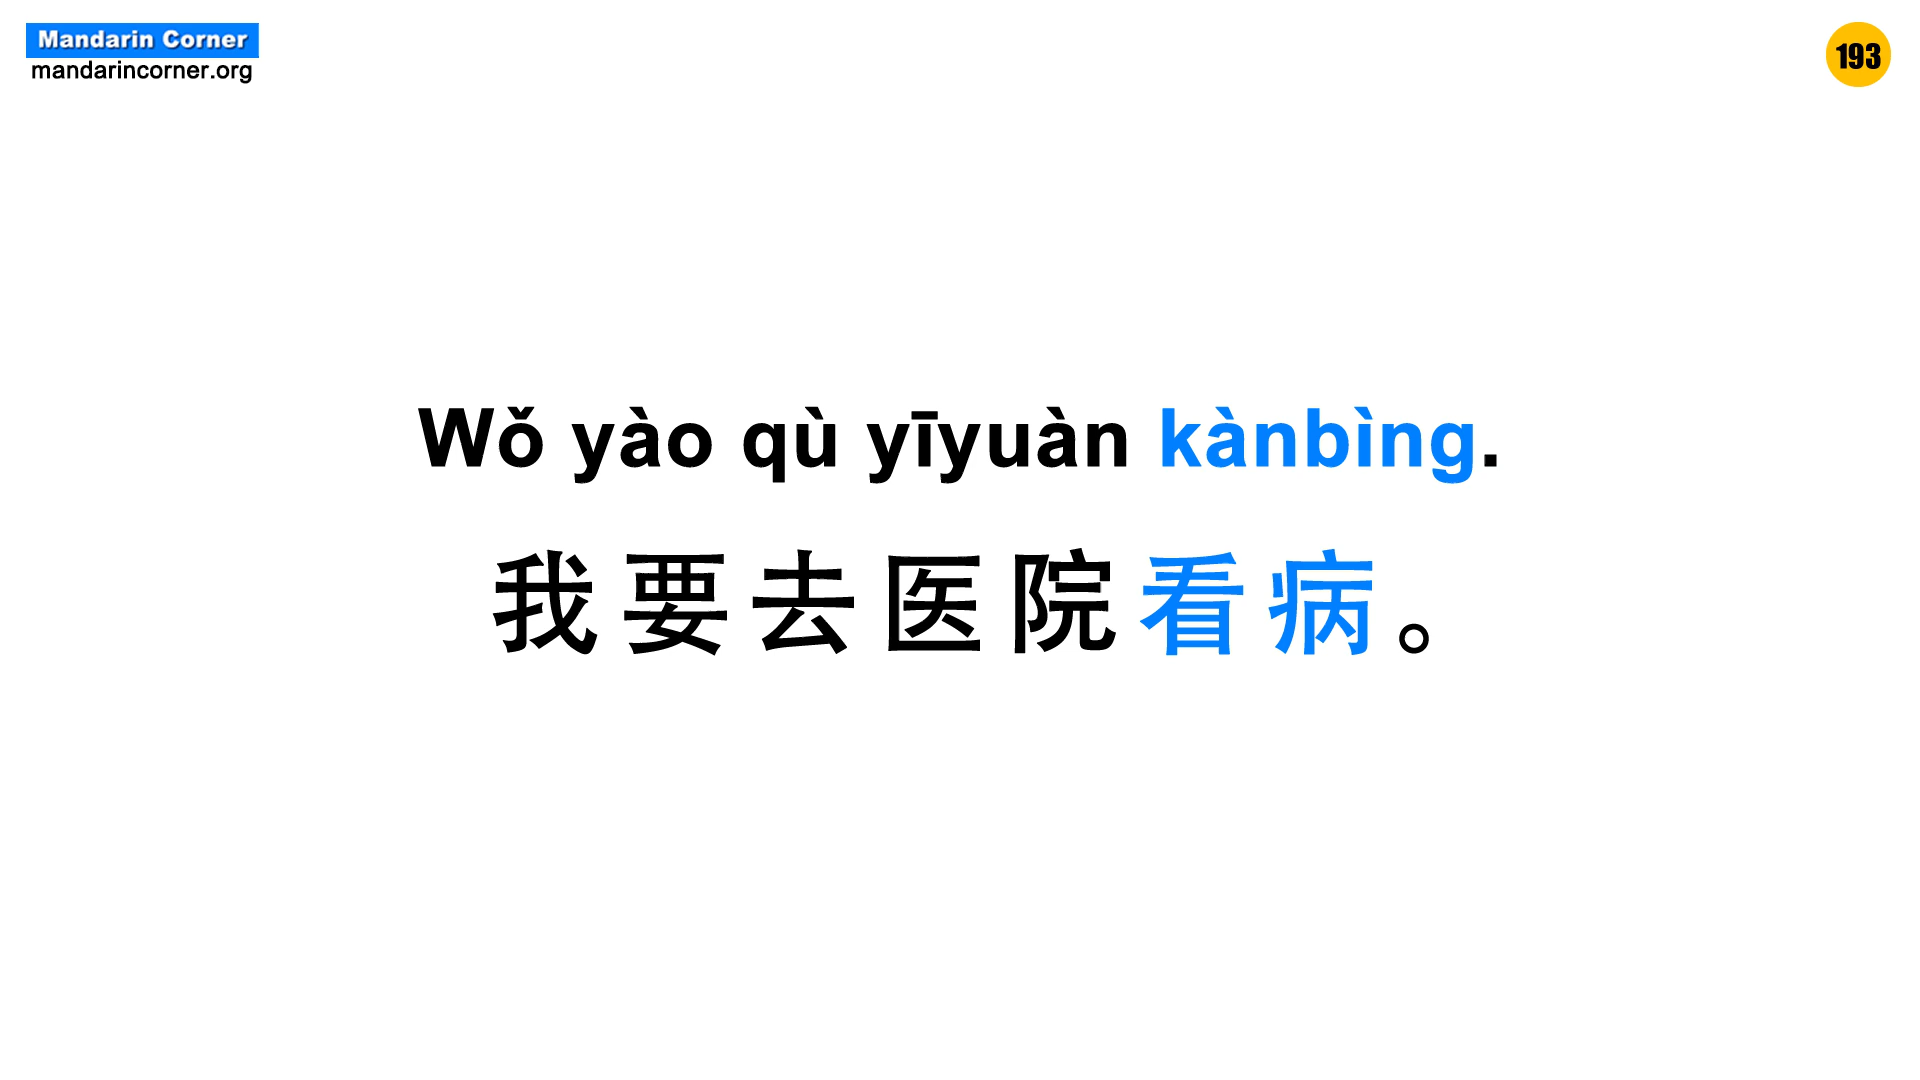 Mandarin Corner
mandarincorner.org
193
Wǒ yào qù yīyuàn kànbìng.
我要去医院看病。